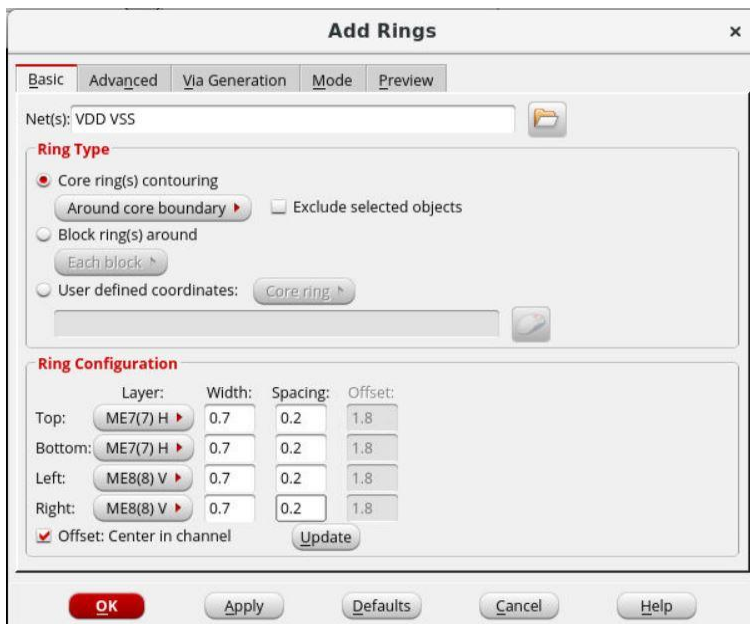 Add Rings
Basic Advanced Via Generation Mode Preview
Net(s): VDD VSS
Ring Type
Core ring(s) contouring
Around core boundary Exclude selected objects
Block ring(s) around
Each block
User defined coordinates: Core ring
Ring Configuration
Layer: Width: Spacing: Offset:
Top: ME7(7) H 0.7 0.2 1.8
Bottom: ME7(7) H 0.7 0.2 1.8
Left: ME8(8) V 0.7 0.2 1.8
Right: ME8(8) V 0.7 0.2 1.8
Offset: Center in channel Update
OK Apply Defaults Cancel Help